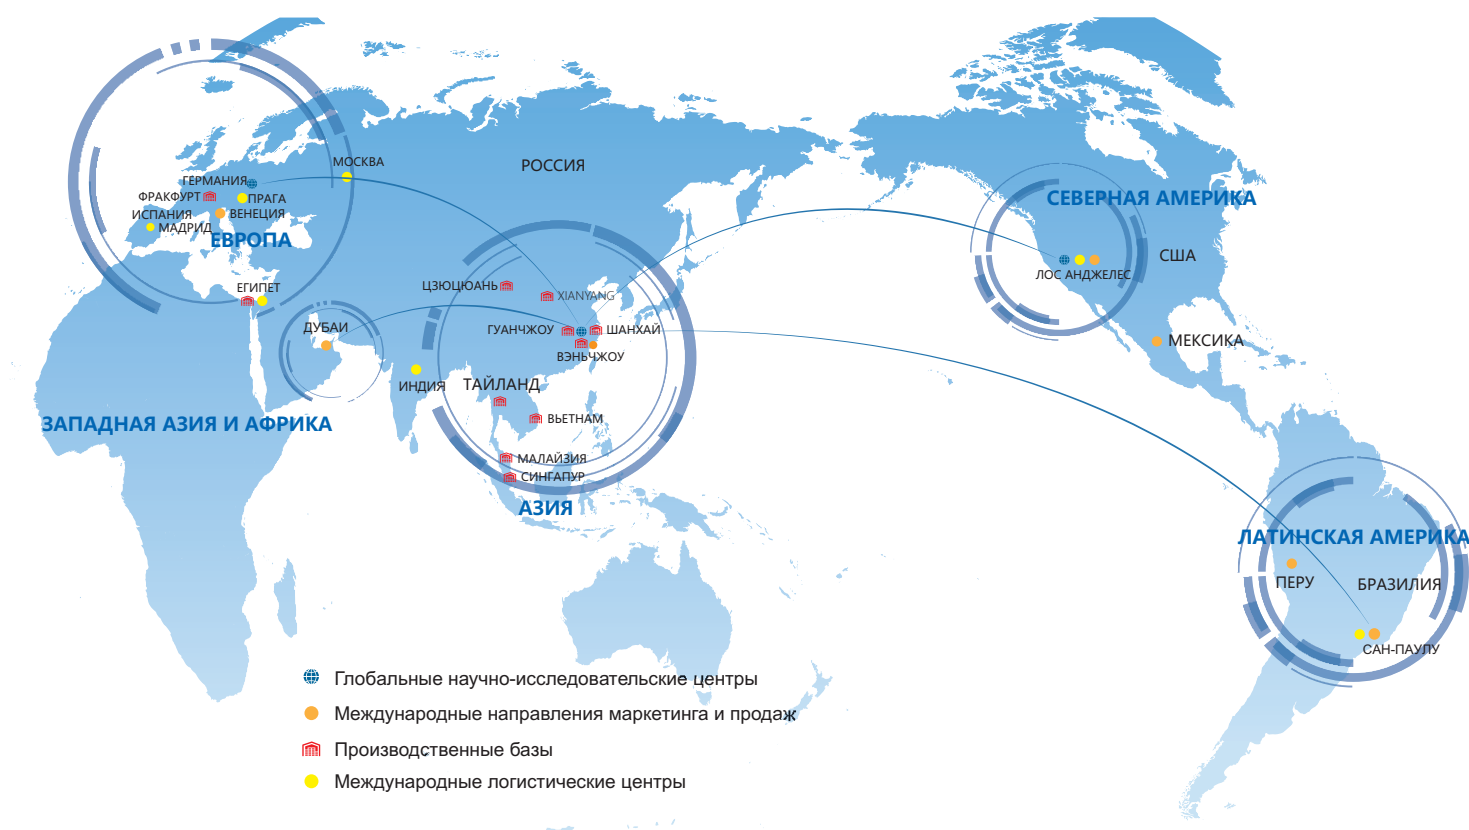 МОСКВА
РОССИЯ
ГЕРМАНИЯ
ФРАКФУРТ
ПРАГА
ИСПАНИЯ
ВЕНЕЦИЯ
МАДРИД
ЕВРОПА
СЕВЕРНАЯ АМЕРИКА
США
ЛОС АНДЖЕЛЕС
ЕГИПЕТ
ЦЗЮЦЮАНЬ
XIANYANG
ДУБАИ
ГУАНЧЖОУ
ШАНХАЙ
ВЭНЬЧЖОУ
МЕКСИКА
ИНДИЯ
ТАЙЛАНД
ЗАПАДНАЯ АЗИЯ И АФРИКА
ВЬЕТНАМ
МАЛАЙЗИЯ
СИНГАПУР
АЗИЯ
ЛАТИНСКАЯ АМЕРИКА
ПЕРУ
БРАЗИЛИЯ
САН-ПАУЛУ
Глобальные научно-исследовательские центры
Международные направления маркетинга и продаж
Производственные базы
Международные логистические центры